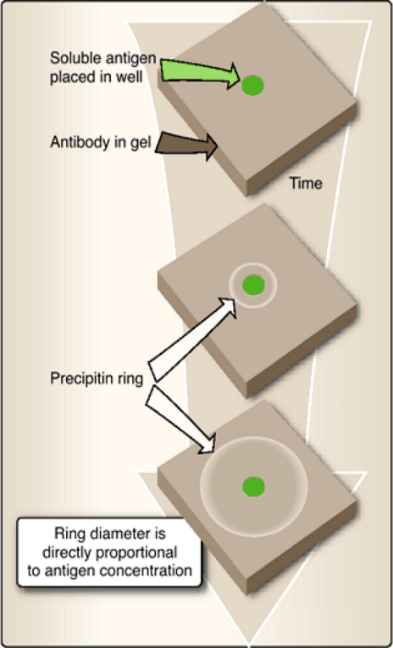 Soluble antigen
placed in well
Antibody in gel
Time
Precipitin ring
Ring diameter is
directly proportional
to antigen concentration